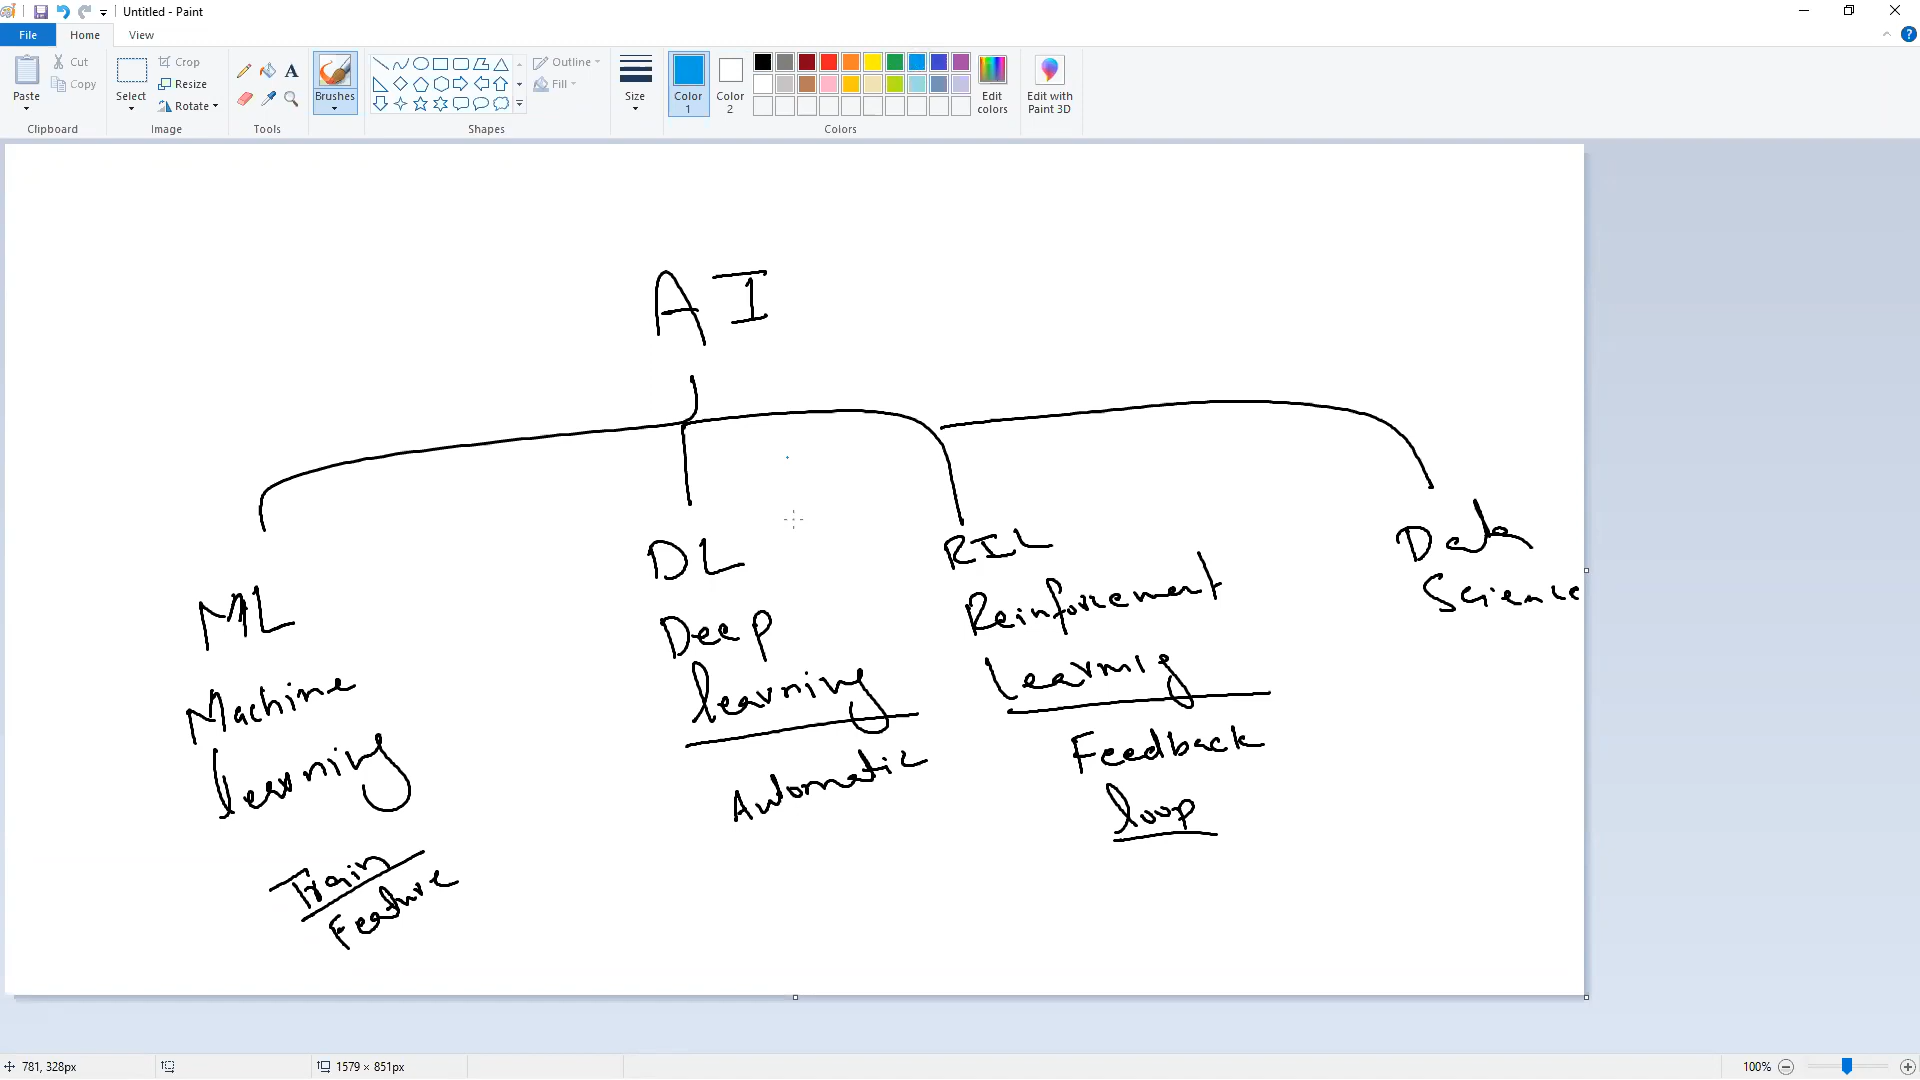 Untitled - Paint
File
Home
View
Paste
Cut
Copy
Clipboard
Select
Crop
Resize
Rotate
Image
Tools
Brushes
Shapes
Outline
Fill
Size
Color 1
Color 2
Colors
Edit colors
Edit with Paint 3D
AI
ML
Machine
learning
Train
Feature
DL
Deep
learning
Automatic
RIL
Reinforcement
Learnig
Feedback
loop
Data
Science
781, 328px
1579 × 851px
100%